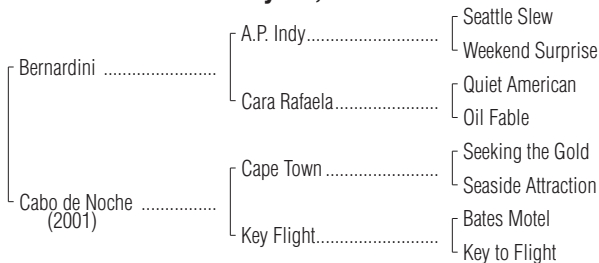 Seattle Slew
A.P. Indy..............................
Weekend Surprise
Bernardini .........................
Quiet American
Cara Rafaela........................
Oil Fable
Seeking the Gold
Cape Town ..........................
Seaside Attraction
Cabo de Noche .................
(2001)
Bates Motel
Key Flight............................
Key to Flight